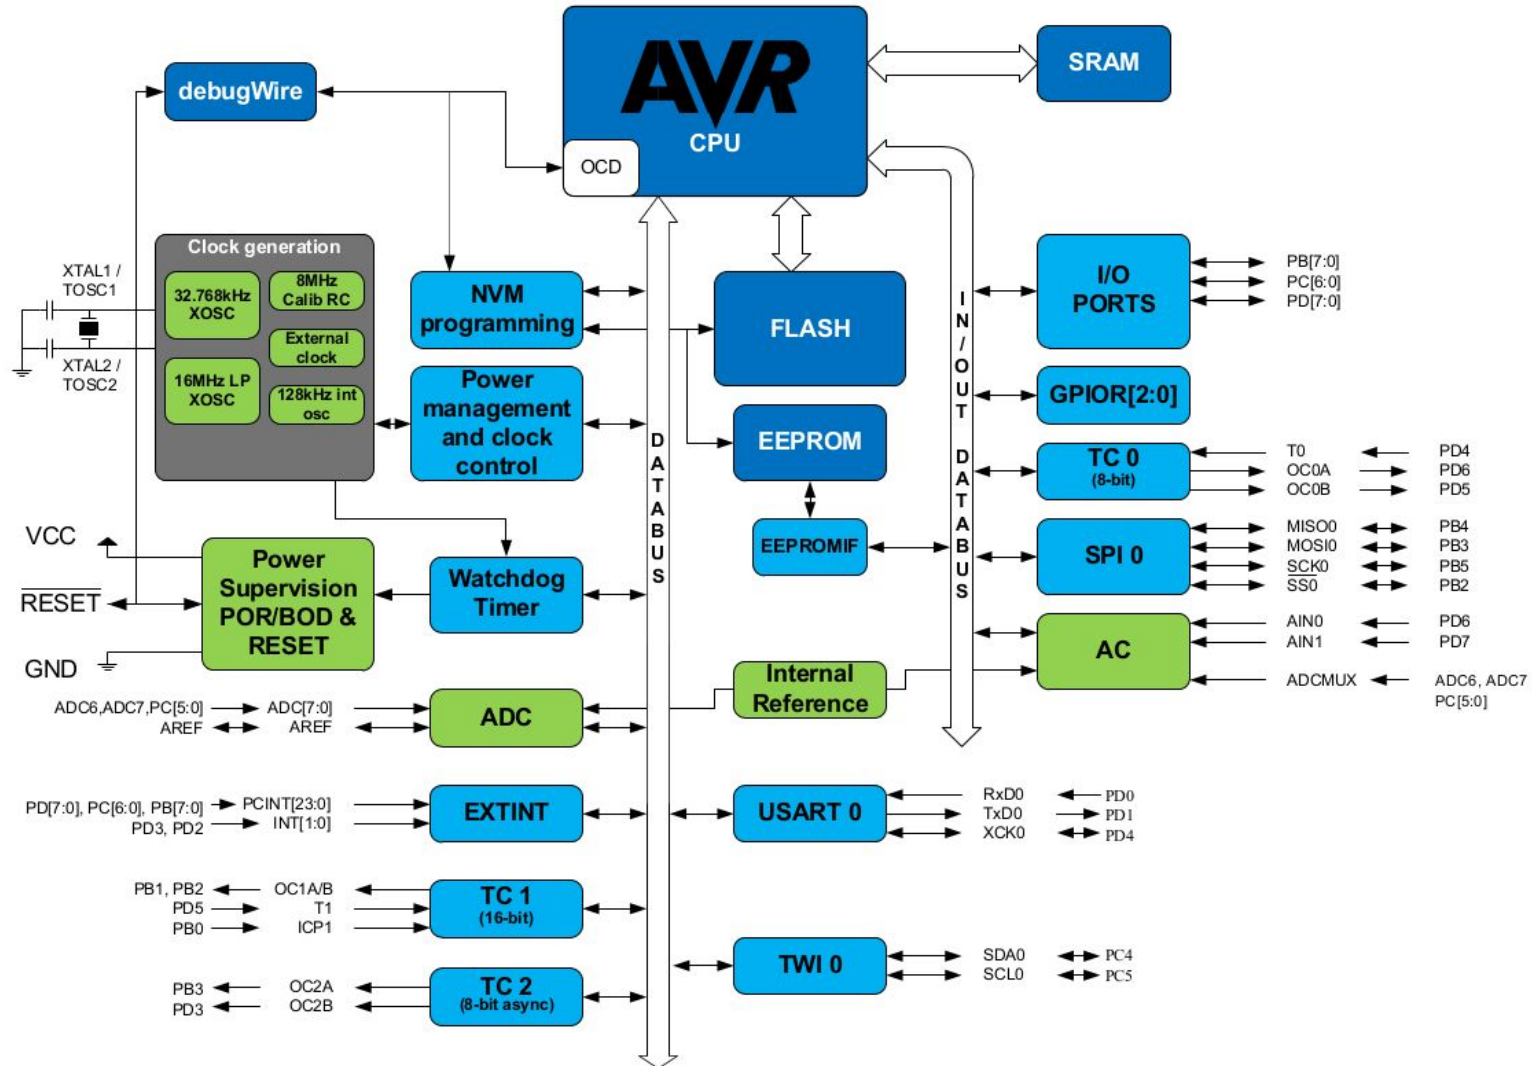 AVR
CPU
OCD
SRAM
debugWire
Clock generation
XTAL1 /
TOSC1
32.768kHz
XOSC
8MHz
Calib RC
External
clock
XTAL2 /
TOSC2
16MHz LP
XOSC
128kHz int
osc
NVM
programming
FLASH
Power
management
and clock
control
EEPROM
EEPROMIF
DATABUS
IN/OUT DATABUS
I/O
PORTS
PB[7:0]
PC[6:0]
PD[7:0]
GPIOR[2:0]
TC 0
(8-bit)
T0 PD4
OC0A PD6
OC0B PD5
SPI 0
MISO0 PB4
MOSI0 PB3
SCK0 PB5
SS0 PB2
AC
AIN0 PD6
AIN1 PD7
ADCMUX ADC6, ADC7
PC[5:0]
VCC
RESET
GND
Power
Supervision
POR/BOD &
RESET
Watchdog
Timer
Internal
Reference
ADC6,ADC7,PC[5:0] ADC[7:0]
AREF AREF
ADC
PD[7:0], PC[6:0], PB[7:0] PCINT[23:0]
PD3, PD2 INT[1:0]
EXTINT
USART 0
RxD0 PD0
TxD0 PD1
XCK0 PD4
PB1, PB2 OC1A/B
PD5 T1
PB0 ICP1
TC 1
(16-bit)
TWI 0
SDA0 PC4
SCL0 PC5
PB3 OC2A
PD3 OC2B
TC 2
(8-bit async)